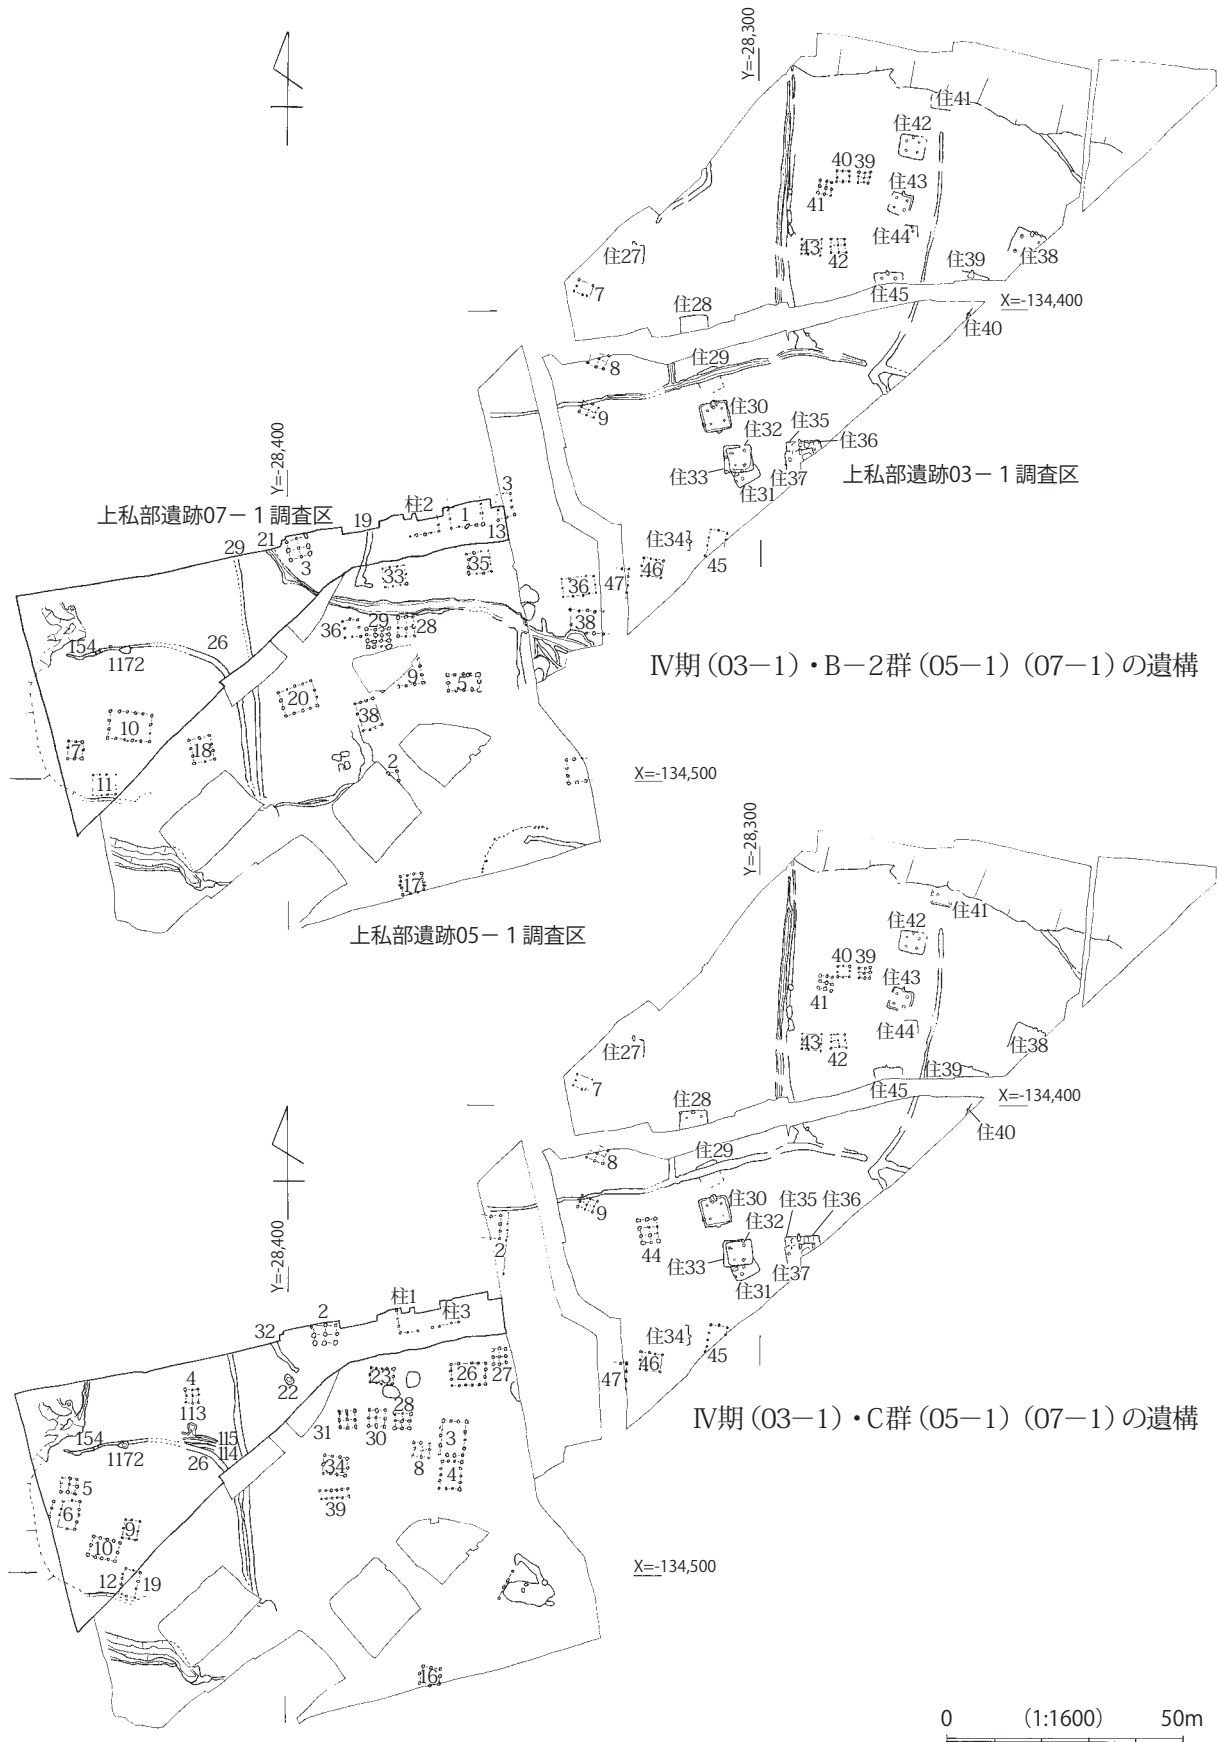 Y=-28,300
住41
住42
40 39
41
住43
住44
43 42
住27
7
住39
住38
住45
住28
X=-134,400
住40
8
住29
9
住30
住35
住32
住36
住33
住37
住31
上私部遺跡03－1調査区
Y=-28,400
上私部遺跡07－1調査区
柱2
3
1
13
19
21
29
3
33
35
住34
45
46
47
36
38
36
29
28
154
1172
26
9
5
20
38
10
7
18
11
2
17
Ⅳ期（03－1）・B－2群（05－1）（07－1）の遺構
X=-134,500
上私部遺跡05－1調査区
Y=-28,300
住41
住42
40 39
41
住43
住44
43 42
住27
7
住39
住38
住45
住28
X=-134,400
住40
8
住29
9
住30
住35
住36
住32
44
住33
住37
住31
2
Y=-28,400
柱1
柱3
2
32
住34
45
46
47
22
23
26
27
4
113
115
114
154
1172
26
28
31
30
3
8
34
4
39
5
6
9
10
12
19
16
Ⅳ期（03－1）・C群（05－1）（07－1）の遺構
X=-134,500
0 （1:1600） 50m